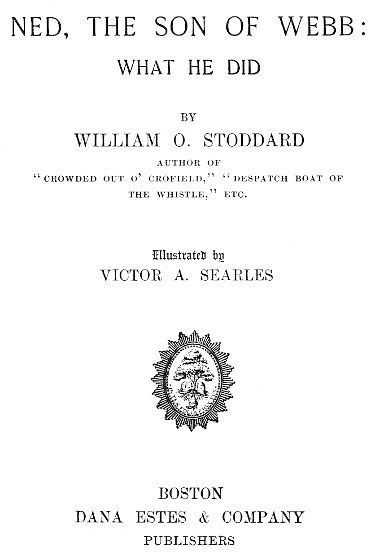 NED, THE SON OF WEBB:
WHAT HE DID
BY
WILLIAM O. STODDARD
AUTHOR OF
"CROWDED OUT O' CROFIELD," "DESPATCH BOAT OF
THE WHISTLE," ETC.
Illustrated by
VICTOR A. SEARLES
BOSTON
DANA ESTES & COMPANY
PUBLISHERS